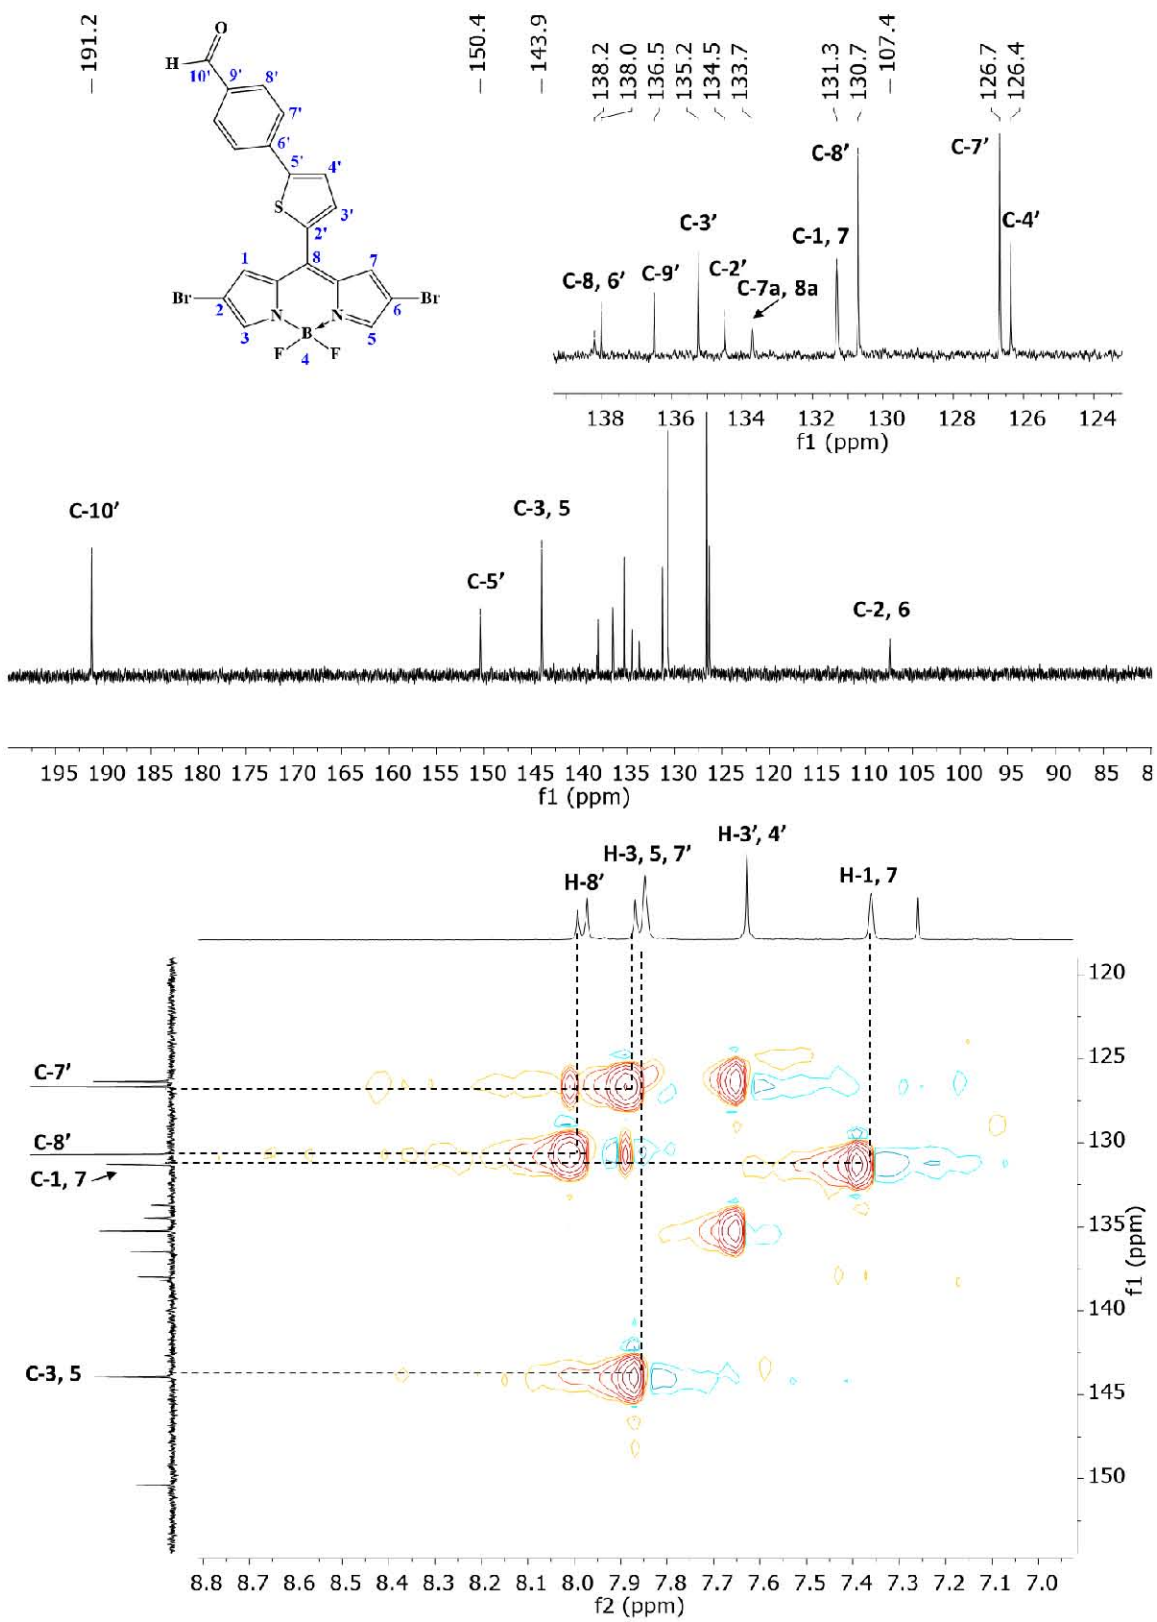 191.2
150.4
143.9
138.2
138.0
136.5
135.2
134.5
133.7
131.3
130.7
107.4
126.7
126.4
O
H
10'
9'
8'
7'
6'
5'
4'
S
3'
2'
1
8
7
Br
2
N
N
6
Br
3
B
5
F
4
F
C-8'
C-7'
C-3'
C-1, 7
C-4'
C-8, 6'
C-9'
C-2'
C-7a, 8a
138 136 134 132 130 128 126 124
f1 (ppm)
C-10'
C-3, 5
C-5'
C-2, 6
195 190 185 180 175 170 165 160 155 150 145 140 135 130 125 120 115 110 105 100 95 90 85 8
f1 (ppm)
H-3', 4'
H-3, 5, 7'
H-8'
H-1, 7
C-7'
C-8'
C-1, 7
C-3, 5
120
125
130
135
140
145
150
f1 (ppm)
8.8 8.7 8.6 8.5 8.4 8.3 8.2 8.1 8.0 7.9 7.8 7.7 7.6 7.5 7.4 7.3 7.2 7.1 7.0
f2 (ppm)